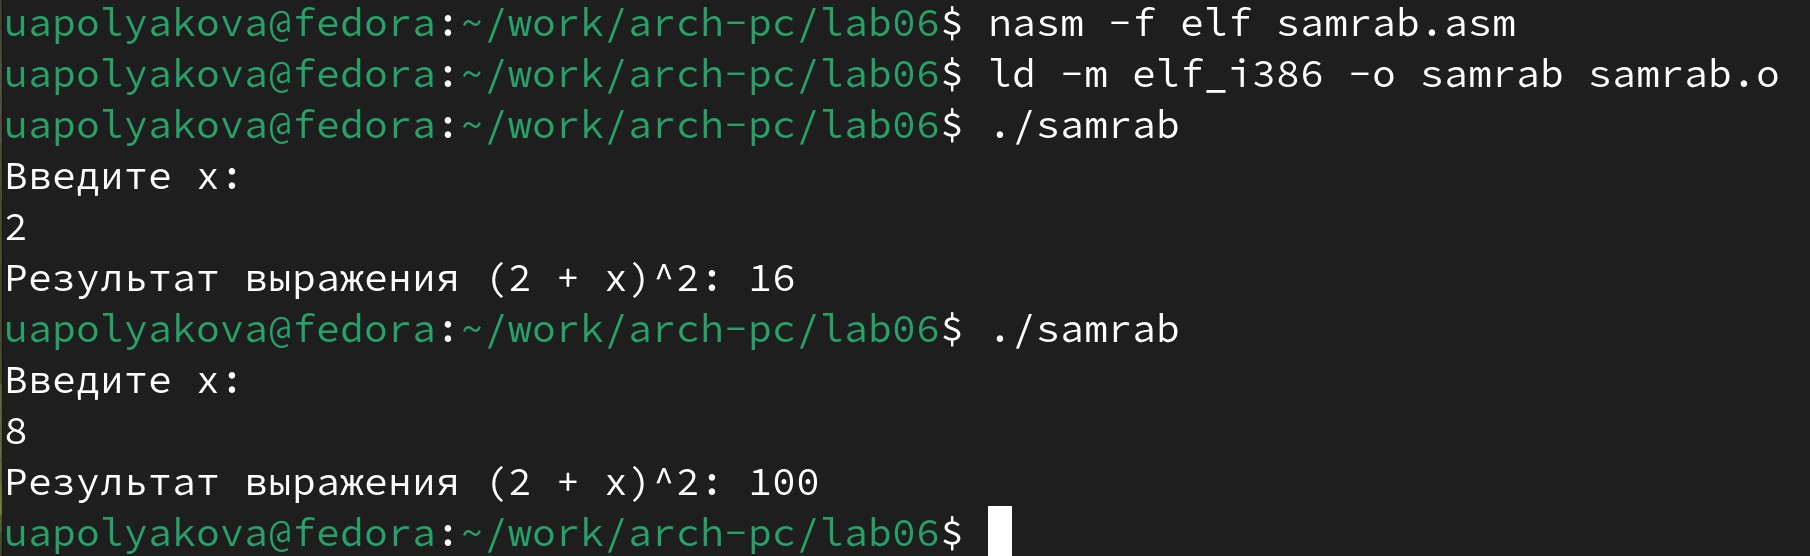 uapolyakova@fedora:~/work/arch-pc/lab06$ nasm -f elf samrab.asm
uapolyakova@fedora:~/work/arch-pc/lab06$ ld -m elf_i386 -o samrab samrab.o
uapolyakova@fedora:~/work/arch-pc/lab06$ ./samrab
Введите x:
2
Результат выражения (2 + x)^2: 16
uapolyakova@fedora:~/work/arch-pc/lab06$ ./samrab
Введите x:
8
Результат выражения (2 + x)^2: 100
uapolyakova@fedora:~/work/arch-pc/lab06$